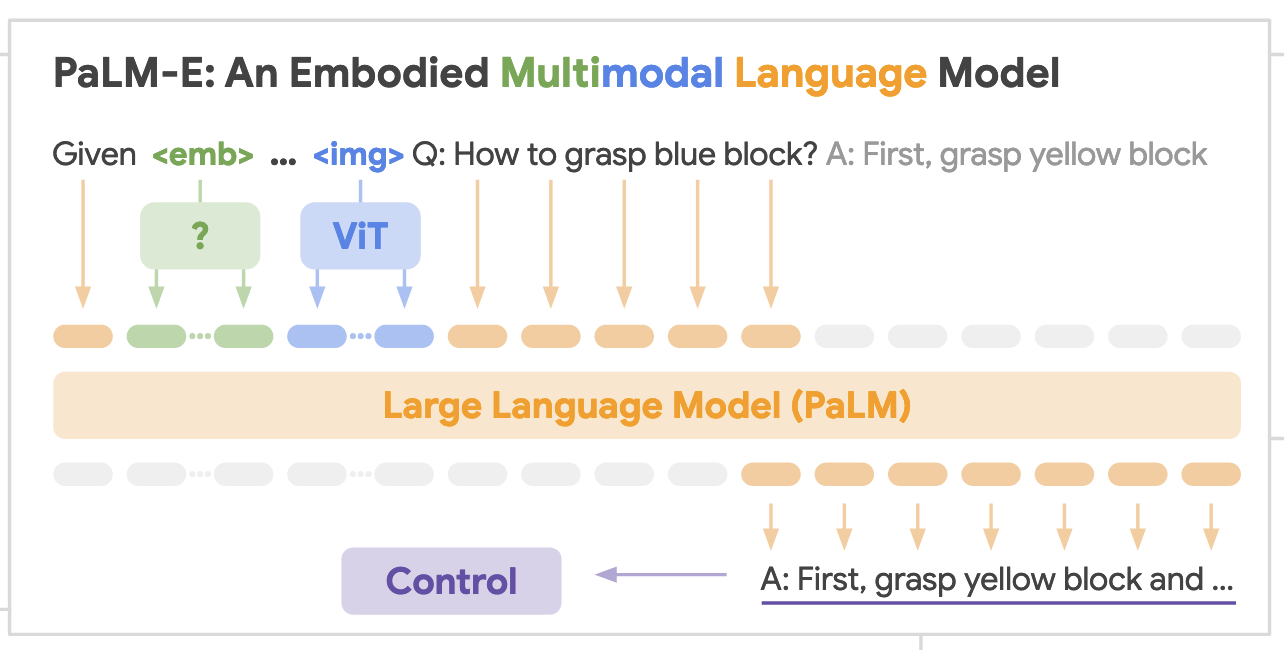 PaLM-E: An Embodied Multimodal Language Model
Given <emb> ... <img> Q: How to grasp blue block? A: First, grasp yellow block
?
ViT
Large Language Model (PaLM)
Control
A: First, grasp yellow block and ...